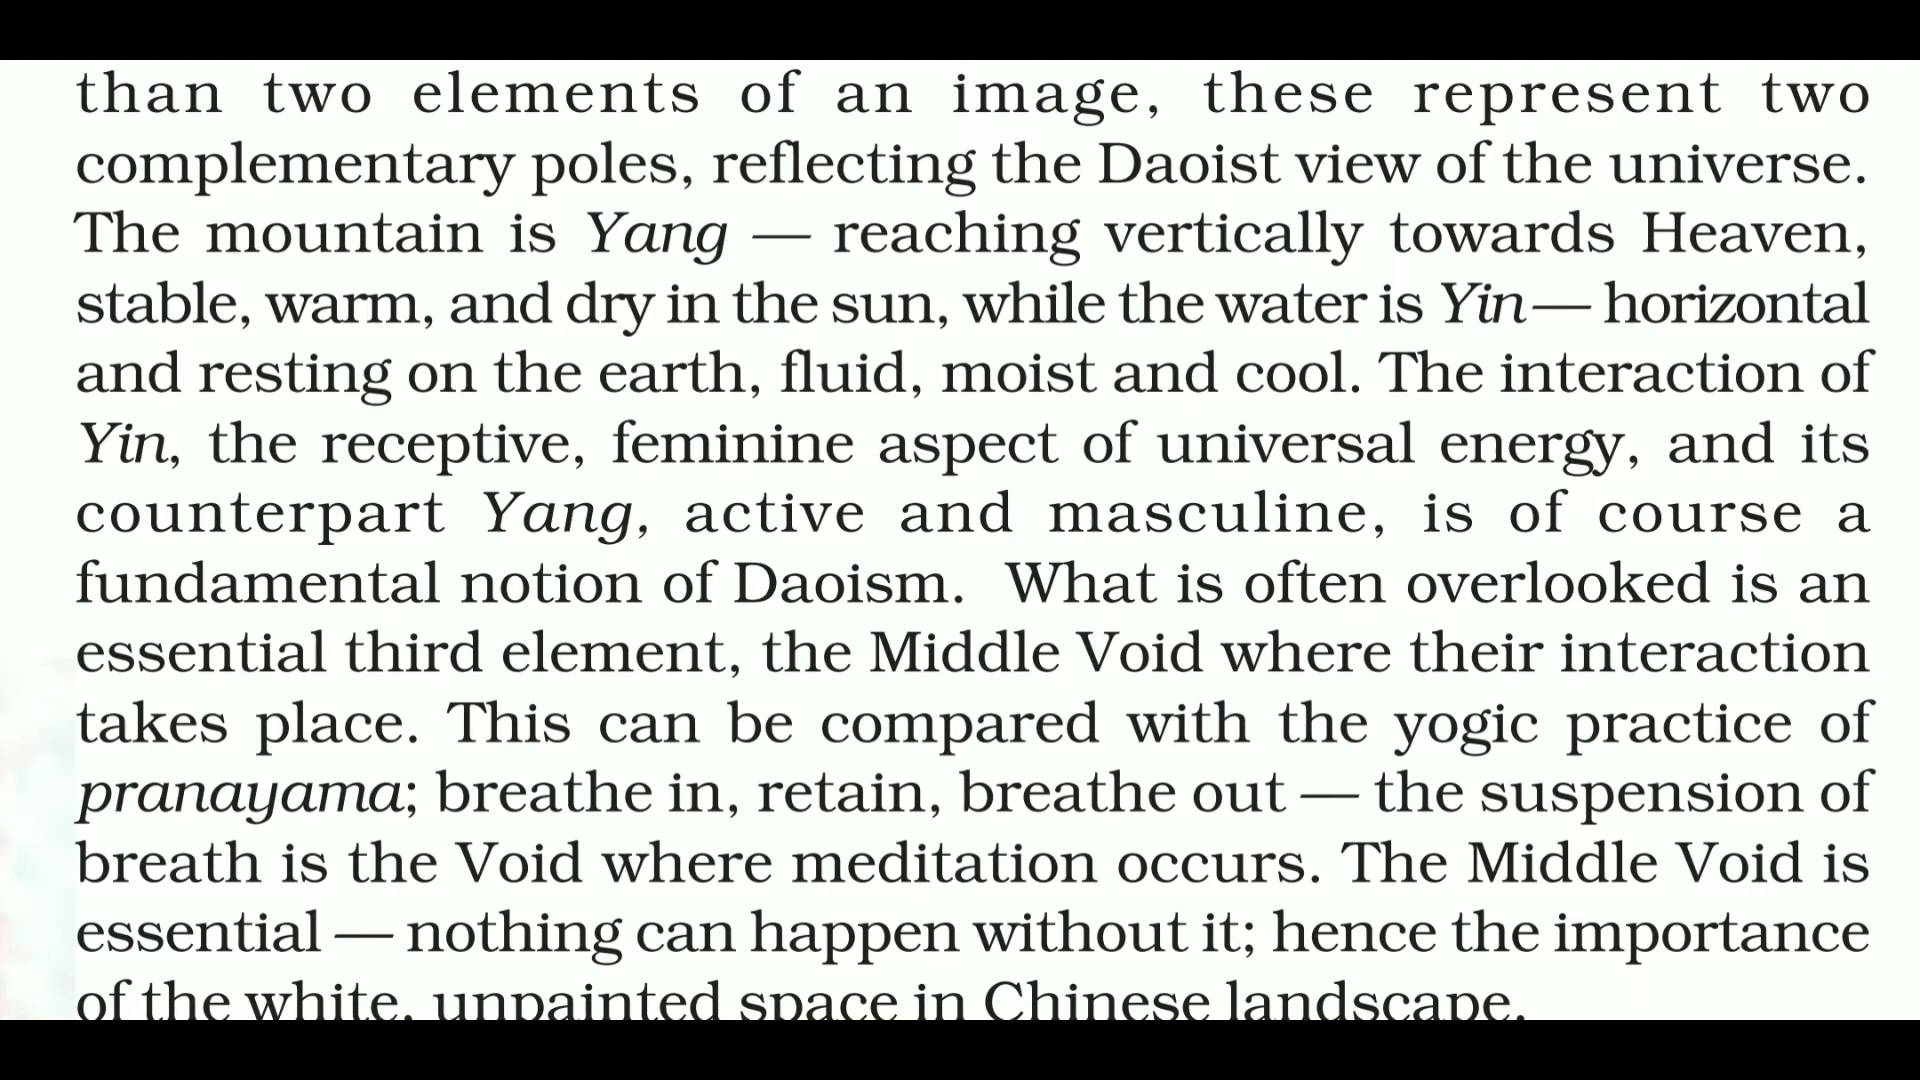 than two elements of an image, these represent two
complementary poles, reflecting the Daoist view of the universe.
The mountain is Yang — reaching vertically towards Heaven,
stable, warm, and dry in the sun, while the water is Yin— horizontal
and resting on the earth, fluid, moist and cool. The interaction of
Yin, the receptive, feminine aspect of universal energy, and its
counterpart Yang, active and masculine, is of course a
fundamental notion of Daoism.  What is often overlooked is an
essential third element, the Middle Void where their interaction
takes place. This can be compared with the yogic practice of
pranayama; breathe in, retain, breathe out — the suspension of
breath is the Void where meditation occurs. The Middle Void is
essential — nothing can happen without it; hence the importance
of the white, unpainted space in Chinese landscape.